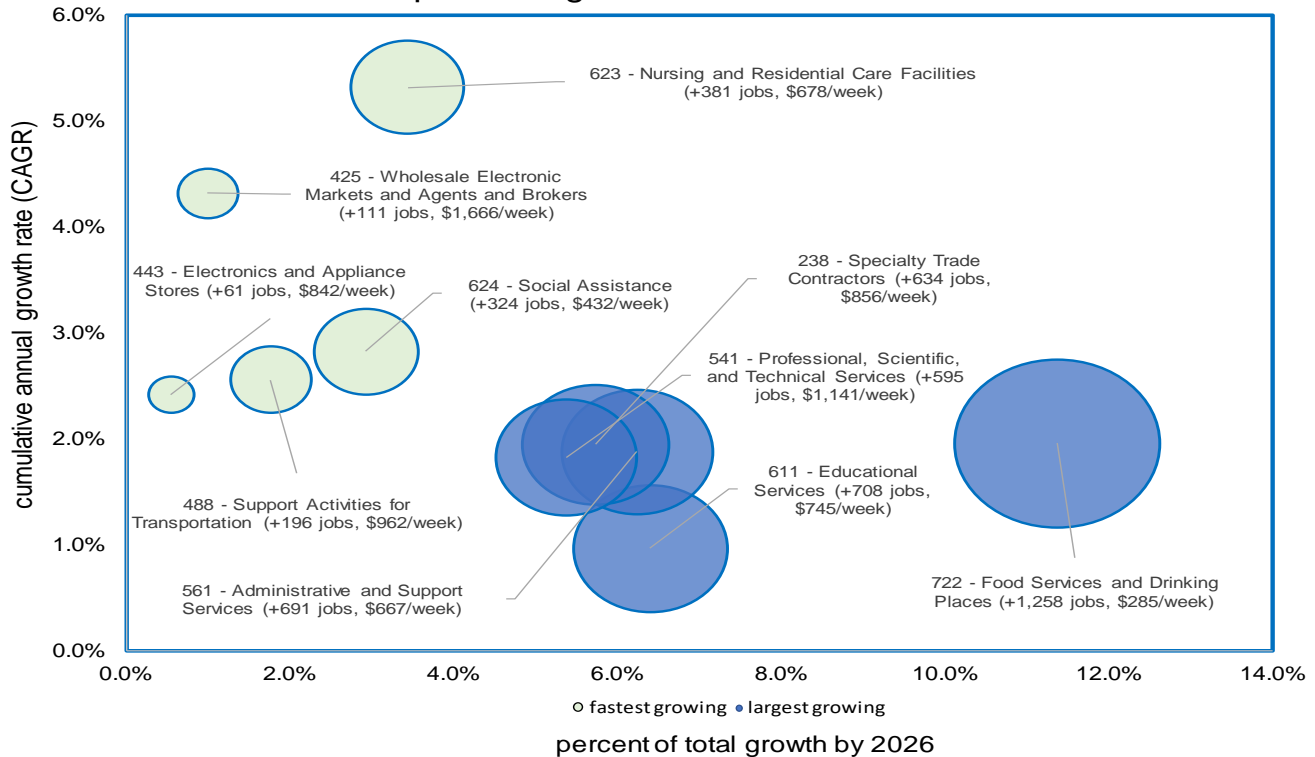 6.0%
5.0%
4.0%
3.0%
2.0%
1.0%
0.0%
cumulative annual growth rate (CAGR)
623 - Nursing and Residential Care Facilities
(+381 jobs, $678/week)
425 - Wholesale Electronic
Markets and Agents and Brokers
(+111 jobs, $1,666/week)
443 - Electronics and Appliance
Stores (+61 jobs, $842/week)
624 - Social Assistance
(+324 jobs, $432/week)
238 - Specialty Trade
Contractors (+634 jobs,
$856/week)
541 - Professional, Scientific,
and Technical Services (+595
jobs, $1,141/week)
611 - Educational
Services (+708 jobs,
$745/week)
488 - Support Activities for
Transportation (+196 jobs, $962/week)
561 - Administrative and Support
Services (+691 jobs, $667/week)
722 - Food Services and Drinking
Places (+1,258 jobs, $285/week)
0.0% 2.0% 4.0% 6.0% 8.0% 10.0% 12.0% 14.0%
fastest growing largest growing
percent of total growth by 2026